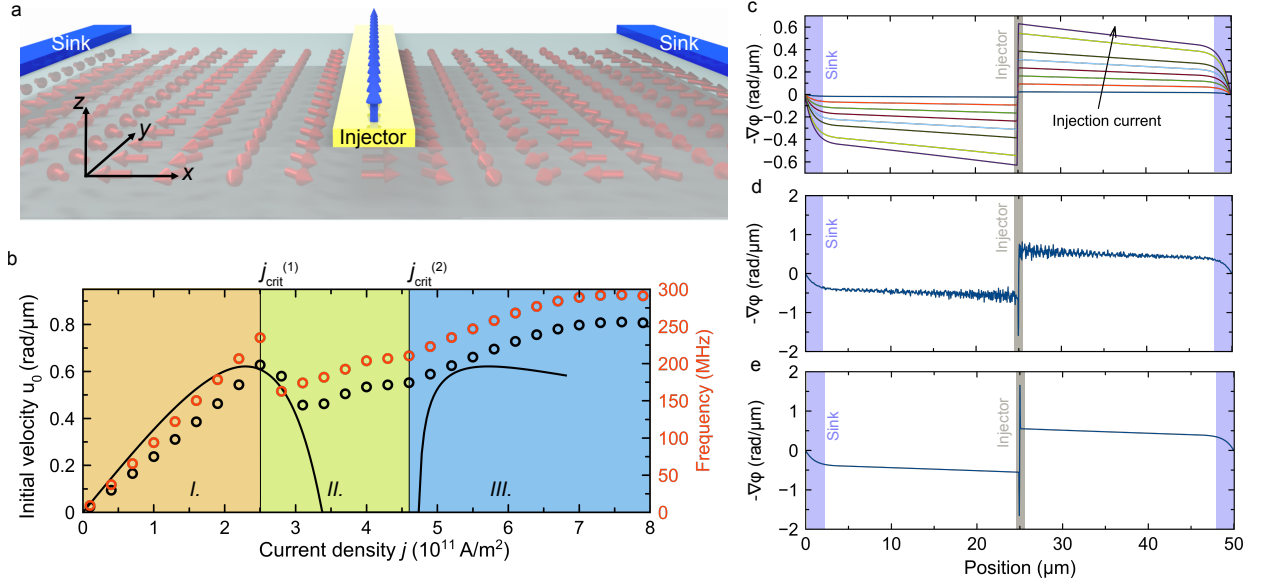 a
Sink
Sink
Injector
z
y
x
b
j_crit^(1)
j_crit^(2)
Initial velocity u₀ (rad/µm)
0.8
0.6
0.4
0.2
0
300
250
200
150
100
50
0
Frequency (MHz)
I.
II.
III.
0 1 2 3 4 5 6 7 8
Current density j (10¹¹ A/m²)
c
-∇φ (rad/µm)
0.6
0.4
0.2
0
−0.2
−0.4
−0.6
Sink
Injector
Injection current
d
-∇φ (rad/µm)
2
1
0
−1
−2
Sink
Injector
e
-∇φ (rad/µm)
2
1
0
−1
−2
Sink
Injector
0 10 20 30 40 50
Position (µm)